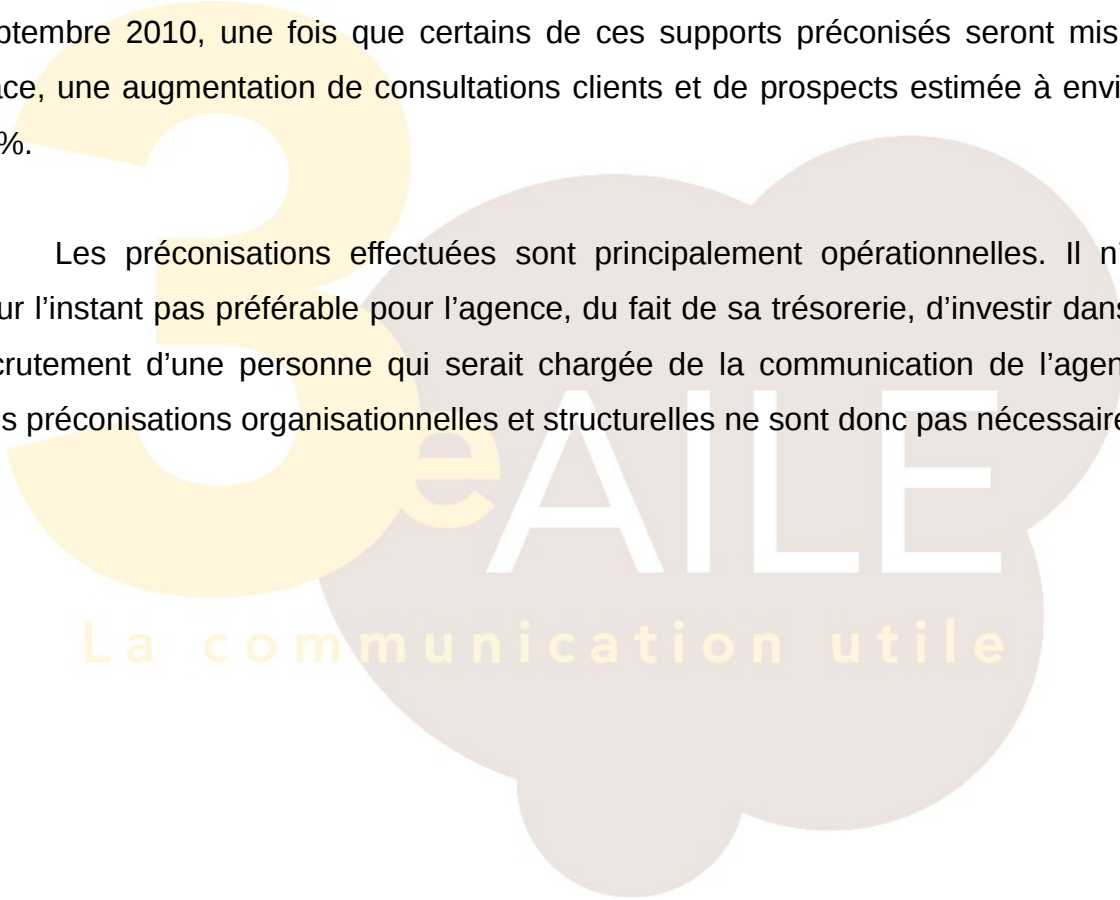 ptembre 2010, une fois que certains de ces supports préconisés seront mis
ace, une augmentation de consultations clients et de prospects estimée à envi
%.
Les préconisations effectuées sont principalement opérationnelles. Il n'
ur l’instant pas préférable pour l’agence, du fait de sa trésorerie, d’investir dans
crutement d’une personne qui serait chargée de la communication de l’agen
s préconisations organisationnelles et structurelles ne sont donc pas nécessaire
3e AILE
La communication utile